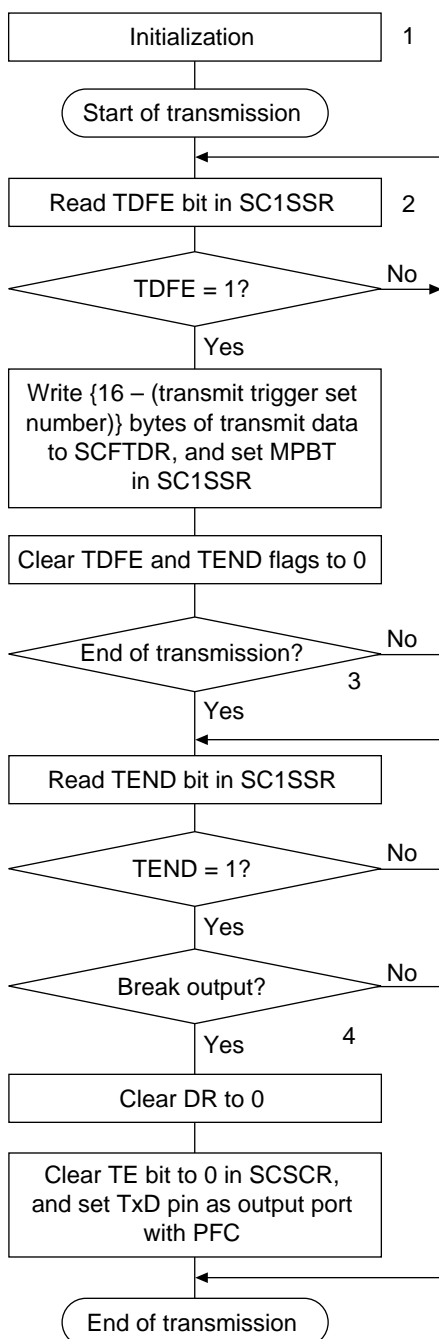 Initialization
1
Start of transmission
Read TDFE bit in SC1SSR
2
TDFE = 1?
No
Yes
Write {16 – (transmit trigger set
number)} bytes of transmit data
to SCFTDR, and set MPBT
in SC1SSR
Clear TDFE and TEND flags to 0
End of transmission?
No
3
Yes
Read TEND bit in SC1SSR
TEND = 1?
No
Yes
Break output?
No
4
Yes
Clear DR to 0
Clear TE bit to 0 in SCSCR,
and set TxD pin as output port
with PFC
End of transmission